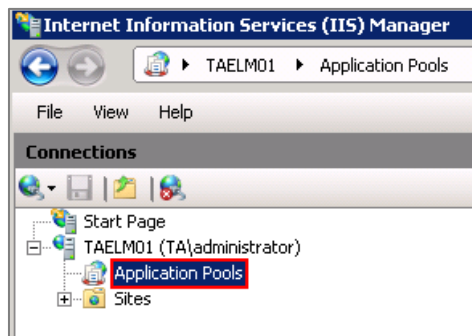 Internet Information Services (IIS) Manager
TAELM01 Application Pools
File View Help
Connections
Start Page
TAELM01 (TA\administrator)
Application Pools
Sites